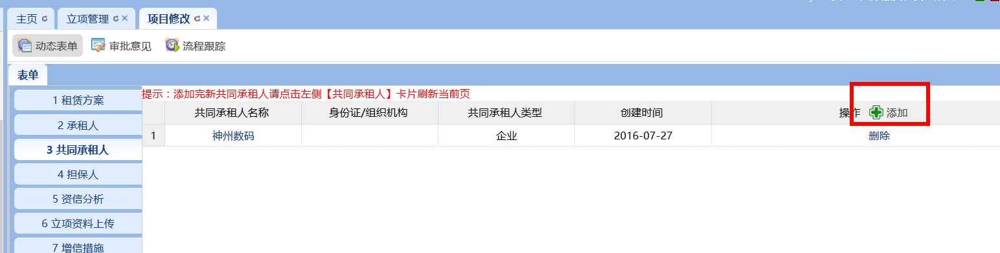 主页
立项管理
项目修改
动态表单 审批意见 流程跟踪
表单
1 租赁方案
2 承租人
3 共同承租人
4 担保人
5 资信分析
6 立项资料上传
7 增信措施
提示：添加完新共同承租人请点击左侧【共同承租人】卡片刷新当前页
共同承租人名称 身份证/组织机构 共同承租人类型 创建时间 操作 添加
1 神州数码 企业 2016-07-27 删除